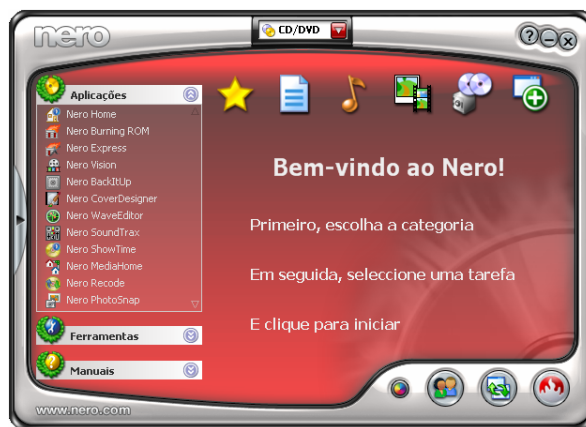 nero
CD/DVD
Aplicações
Nero Home
Nero Burning ROM
Nero Express
Nero Vision
Nero BackItUp
Nero CoverDesigner
Nero WaveEditor
Nero SoundTrax
Nero ShowTime
Nero MediaHome
Nero Recode
Nero PhotoSnap
Ferramentas
Manuais
Bem-vindo ao Nero!
Primeiro, escolha a categoria
Em seguida, seleccione uma tarefa
E clique para iniciar
www.nero.com